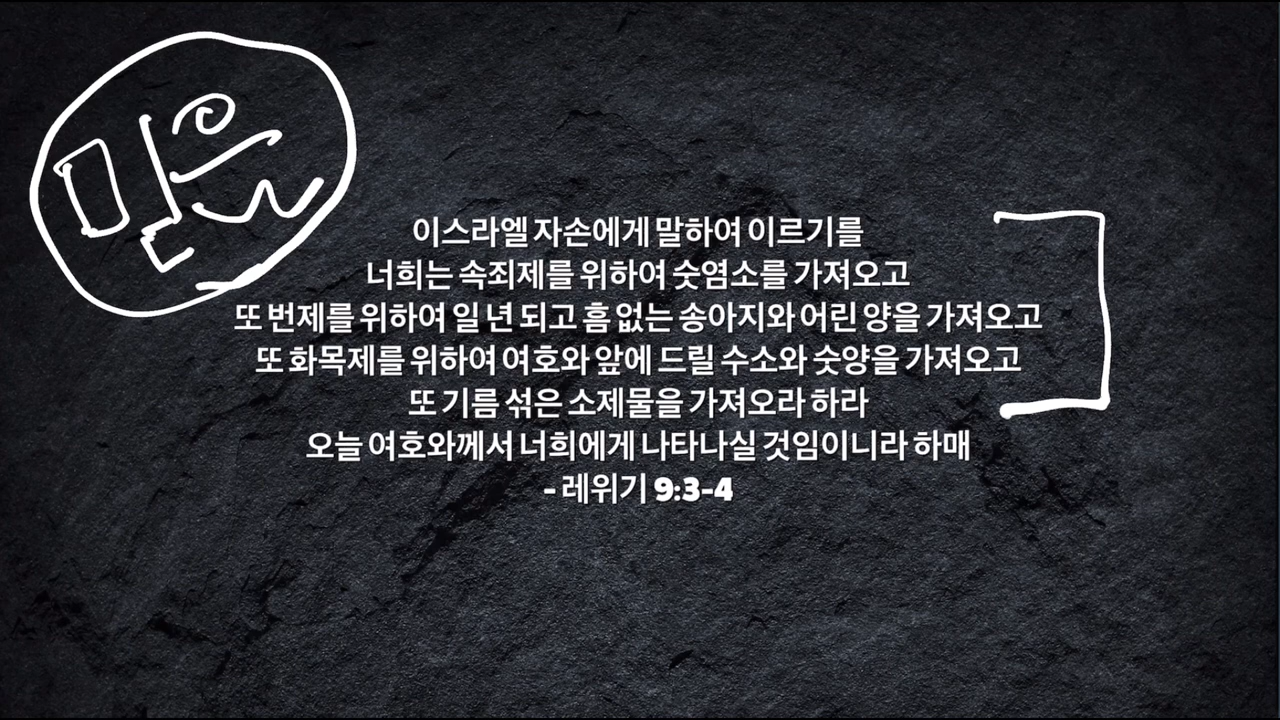 믿음
이스라엘 자손에게 말하여 이르기를
너희는 속죄제를 위하여 숫염소를 가져오고
또 번제를 위하여 일 년 되고 흠 없는 송아지와 어린 양을 가져오고
또 화목제를 위하여 여호와 앞에 드릴 수소와 숫양을 가져오고
또 기름 섞은 소제물을 가져오라 하라
오늘 여호와께서 너희에게 나타나실 것임이니라 하매
- 레위기 9:3-4